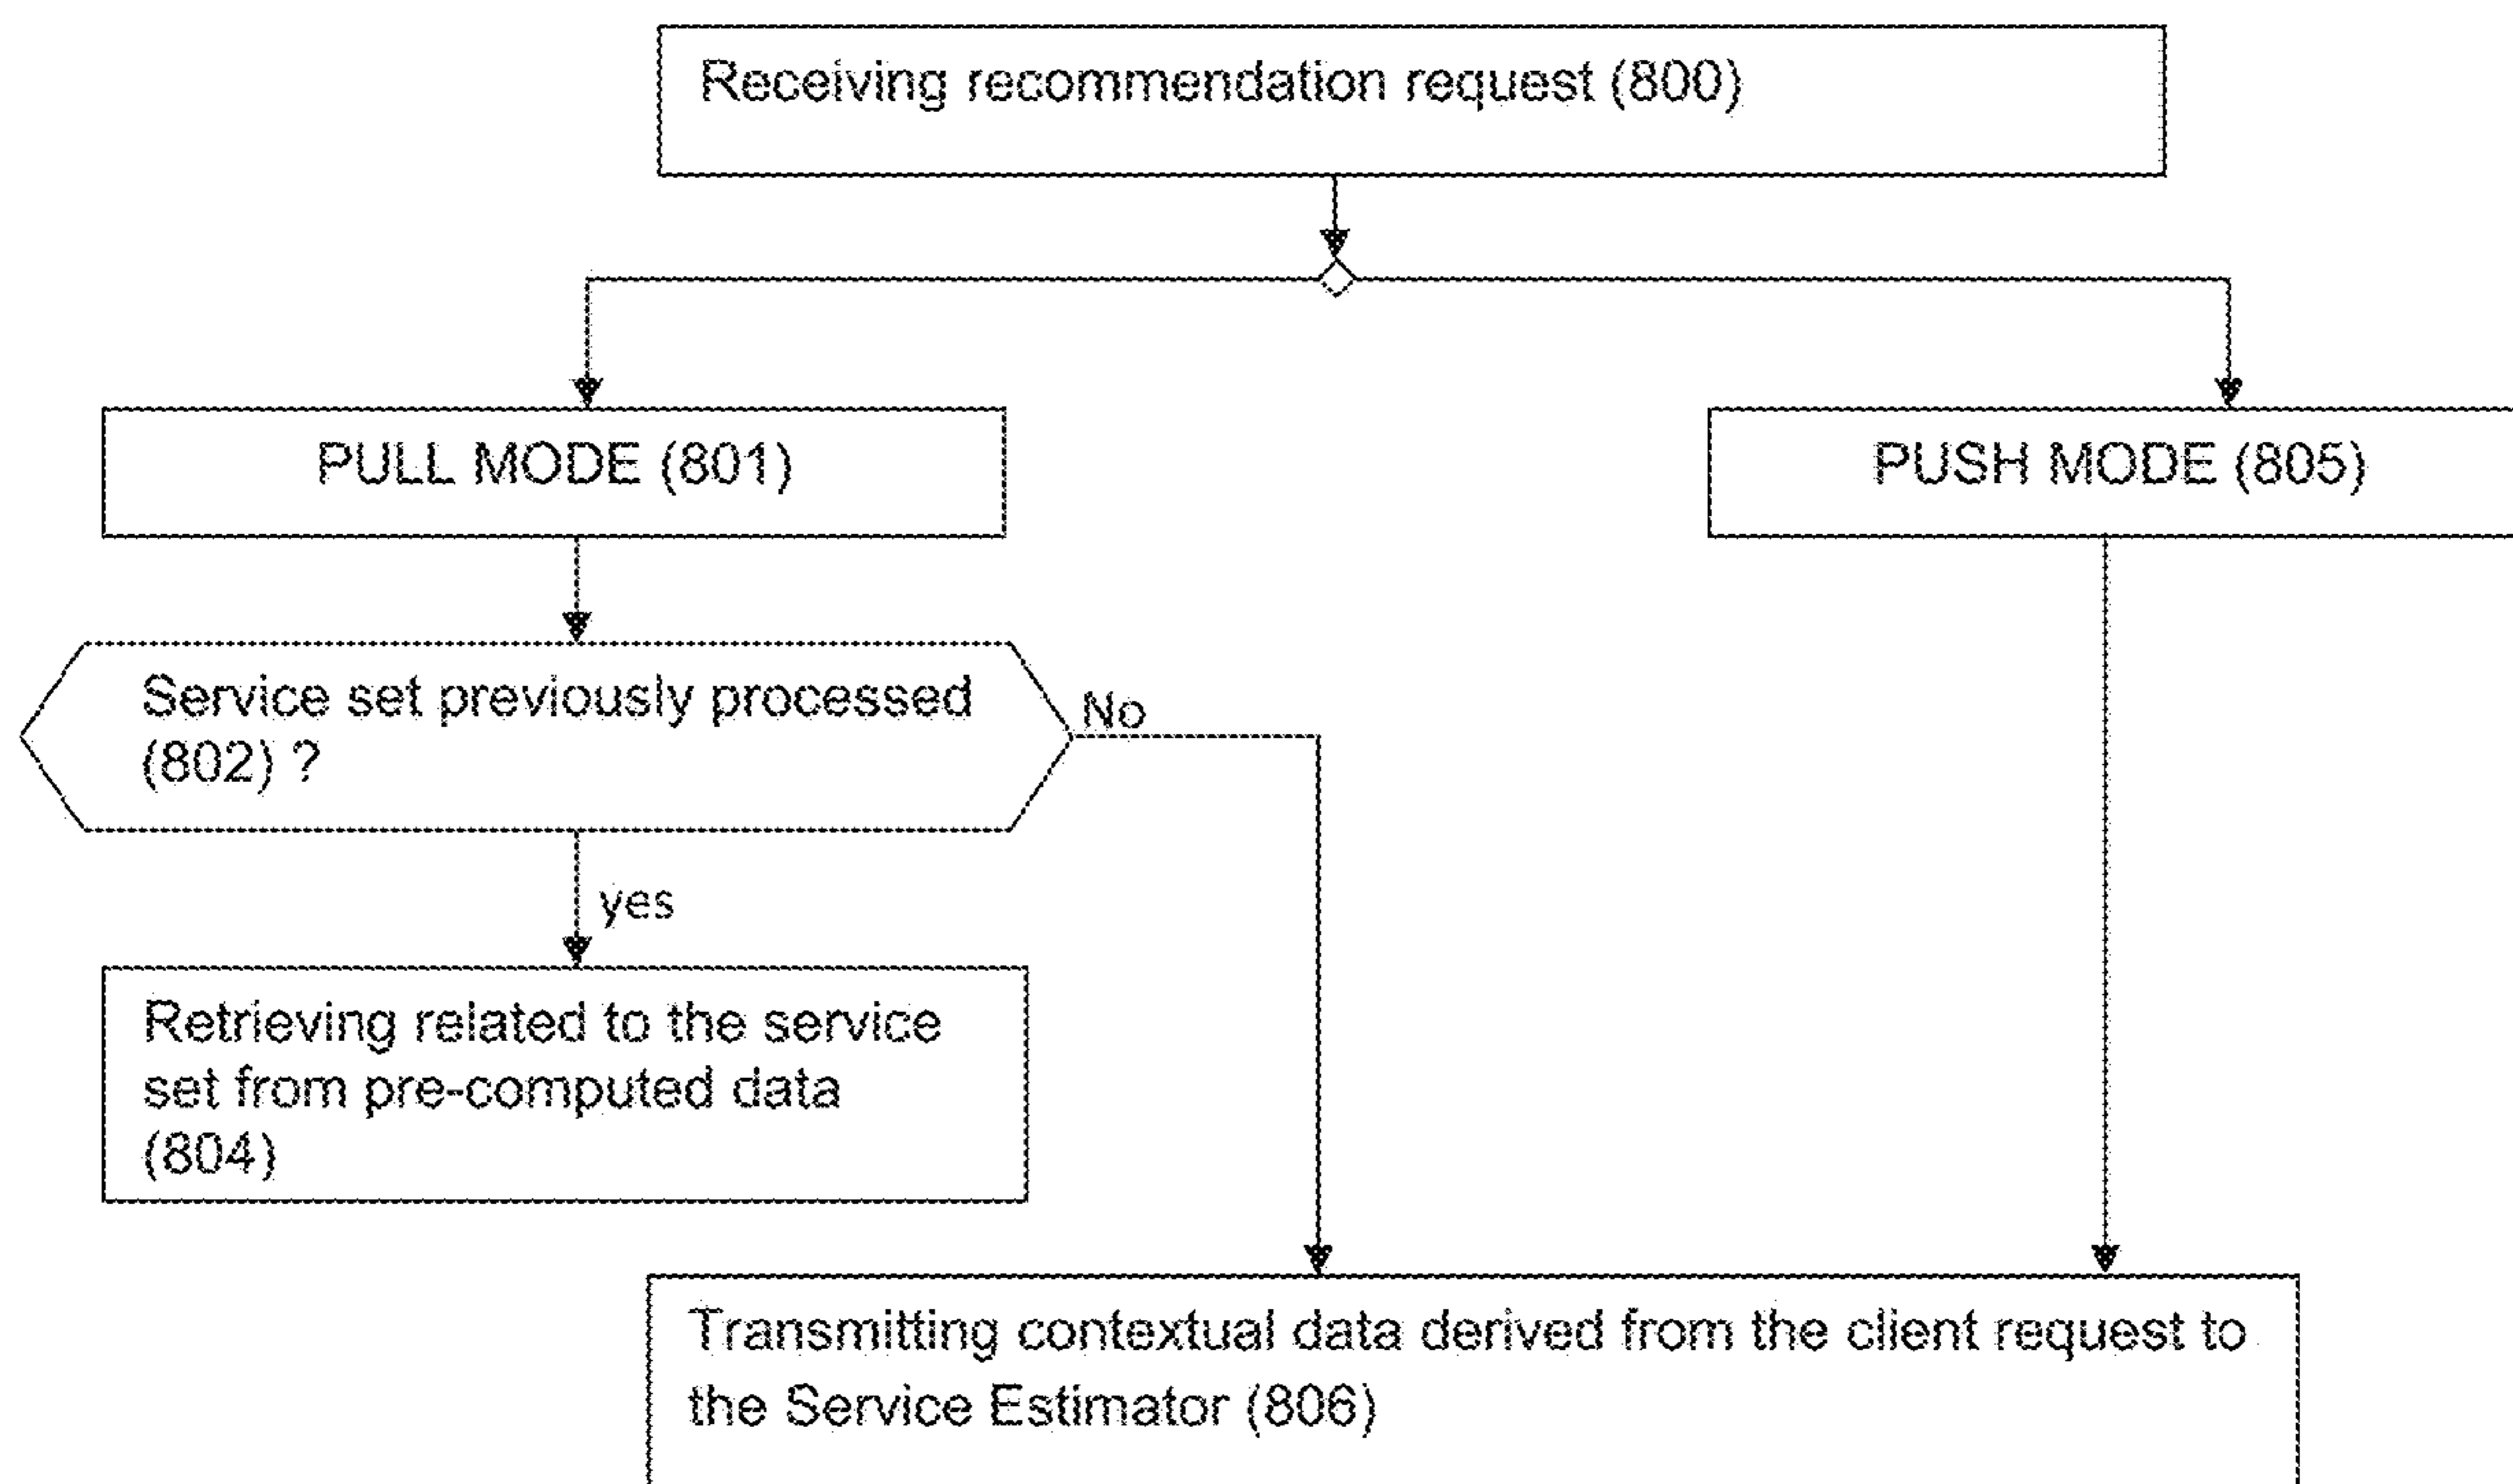 Receiving recommendation request (800)
PULL MODE (801)
PUSH MODE (805)
Service set previously processed
(802) ?
No
yes
Retrieving related to the service
set from pre-computed data
(804)
Transmitting contextual data derived from the client request to
the Service Estimator (806)